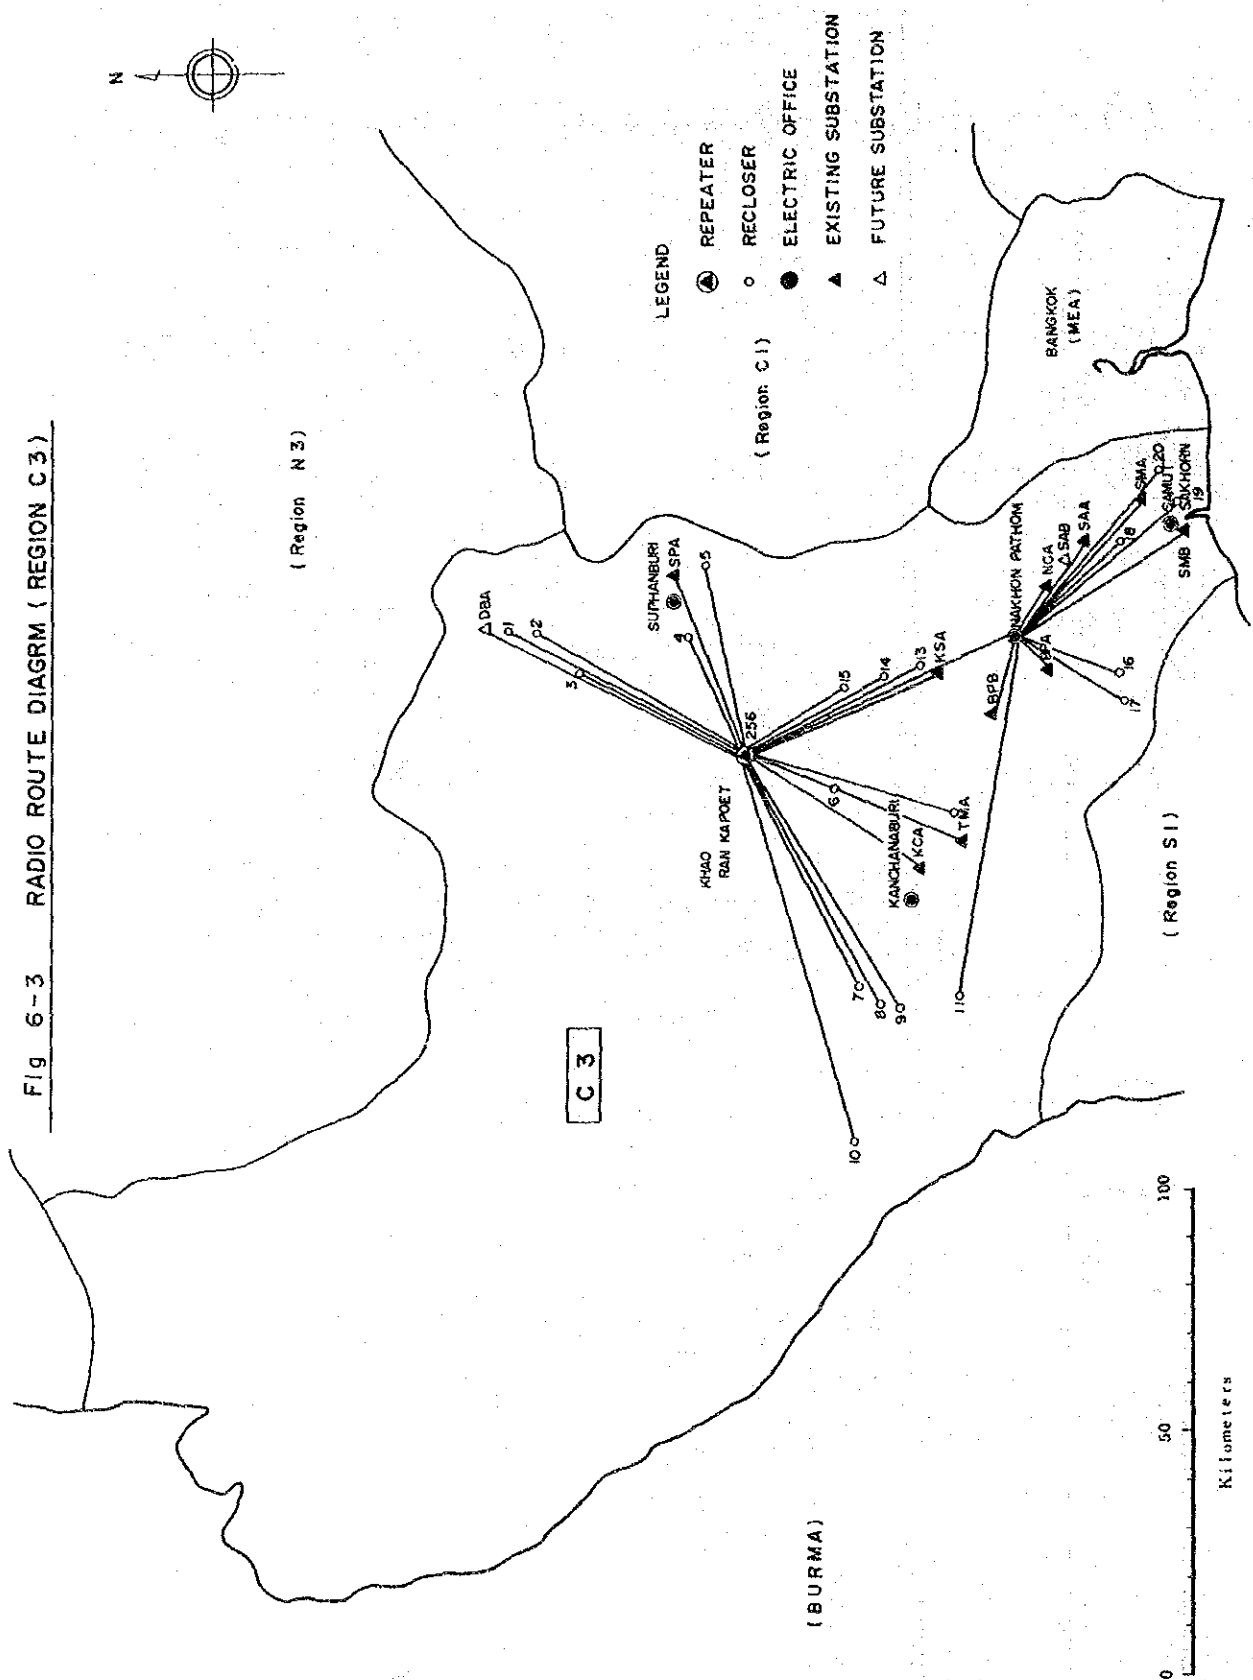 Fig 6-3 RADIO ROUTE DIAGRM ( REGION C3 )
N
( Region N3 )
LEGEND
REPEATER
RECLOSER
ELECTRIC OFFICE
EXISTING SUBSTATION
FUTURE SUBSTATION
( Region C1 )
DBA
1
2
3
SUPHANBURI
SPA
4
5
KHAO
RAN KAPOET
256
C 3
15
14
13
KSA
6
KANCHANABURI
KCA
TMA
7
8
9
10
11
BPB
NAKHON PATHOM
NCA
SAB
SAA
BPA
16
17
18
SMA
20
SAMUT
SAKHORN
19
SMB
BANGKOK
(MEA)
( Region S1 )
(BURMA)
0
50
100
Kilometers